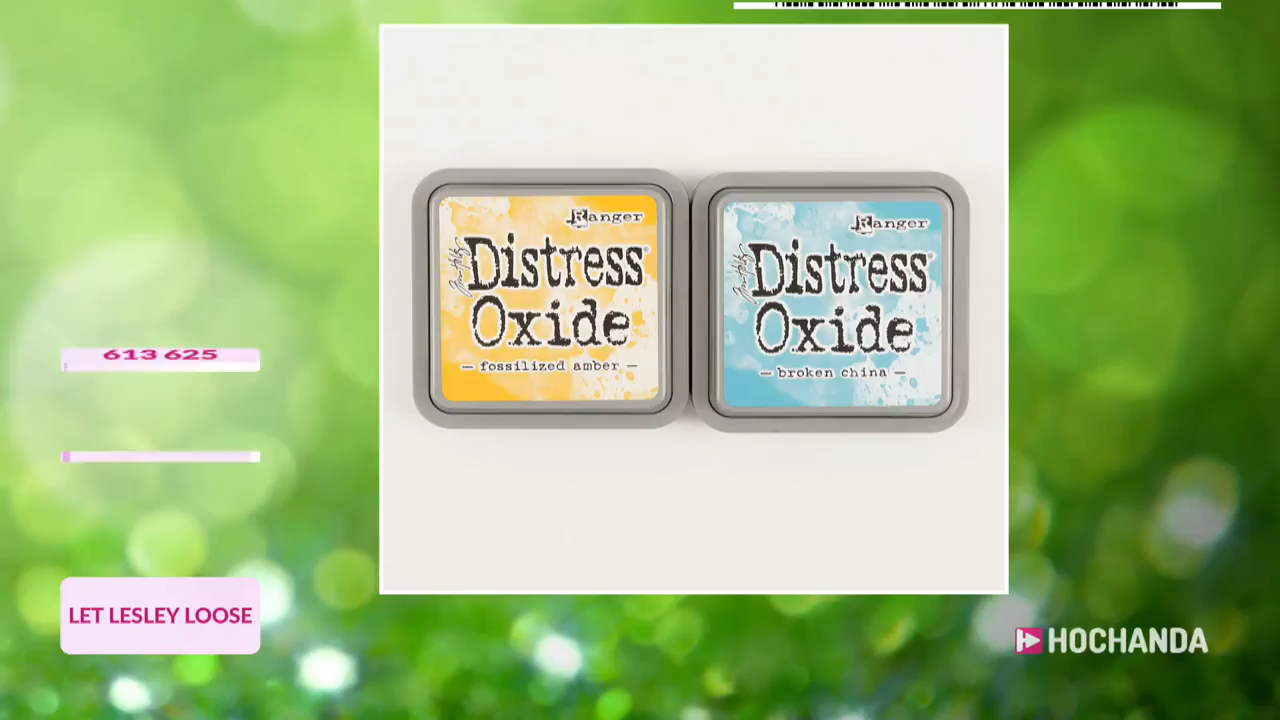 Ranger
Distress
Oxide
— fossilized amber —
Ranger
Distress
Oxide
— broken china —
613 625
LET LESLEY LOOSE
HOCHANDA